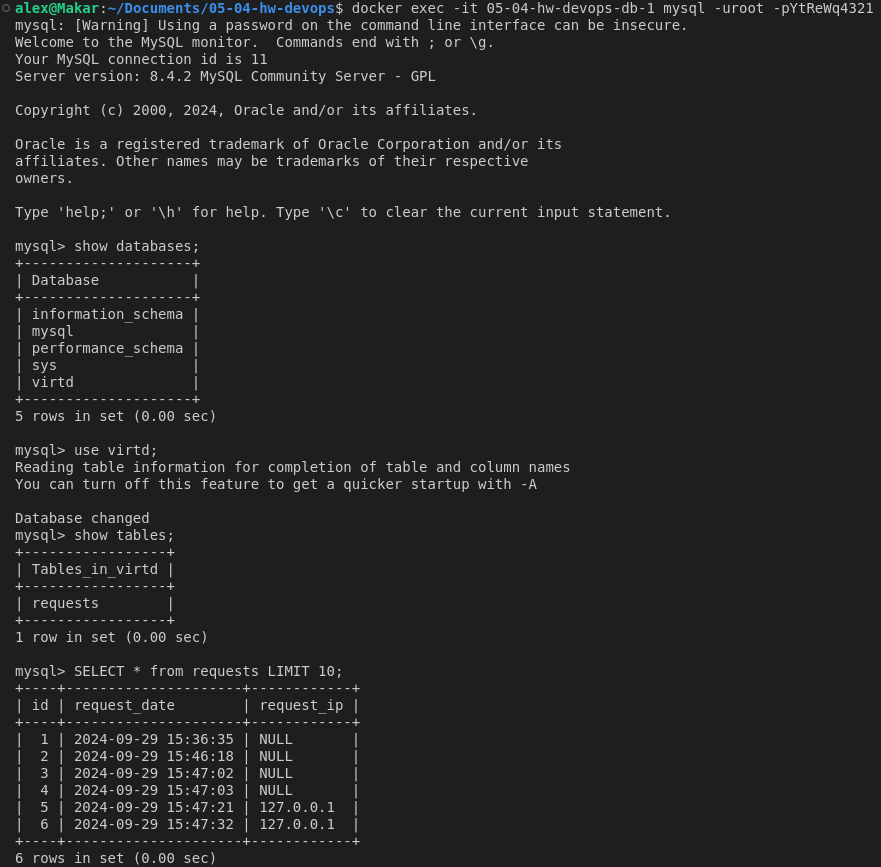 alex@Makar:~/Documents/05-04-hw-devops$ docker exec -it 05-04-hw-devops-db-1 mysql -uroot -pYtReWq4321
mysql: [Warning] Using a password on the command line interface can be insecure.
Welcome to the MySQL monitor.  Commands end with ; or \g.
Your MySQL connection id is 11
Server version: 8.4.2 MySQL Community Server - GPL

Copyright (c) 2000, 2024, Oracle and/or its affiliates.

Oracle is a registered trademark of Oracle Corporation and/or its
affiliates. Other names may be trademarks of their respective
owners.

Type 'help;' or '\h' for help. Type '\c' to clear the current input statement.

mysql> show databases;
+--------------------+
| Database           |
+--------------------+
| information_schema |
| mysql              |
| performance_schema |
| sys                |
| virtd              |
+--------------------+
5 rows in set (0.00 sec)

mysql> use virtd;
Reading table information for completion of table and column names
You can turn off this feature to get a quicker startup with -A

Database changed
mysql> show tables;
+-----------------+
| Tables_in_virtd |
+-----------------+
| requests        |
+-----------------+
1 row in set (0.00 sec)

mysql> SELECT * from requests LIMIT 10;
+----+---------------------+------------+
| id | request_date        | request_ip |
+----+---------------------+------------+
|  1 | 2024-09-29 15:36:35 | NULL       |
|  2 | 2024-09-29 15:46:18 | NULL       |
|  3 | 2024-09-29 15:47:02 | NULL       |
|  4 | 2024-09-29 15:47:03 | NULL       |
|  5 | 2024-09-29 15:47:21 | 127.0.0.1  |
|  6 | 2024-09-29 15:47:32 | 127.0.0.1  |
+----+---------------------+------------+
6 rows in set (0.00 sec)